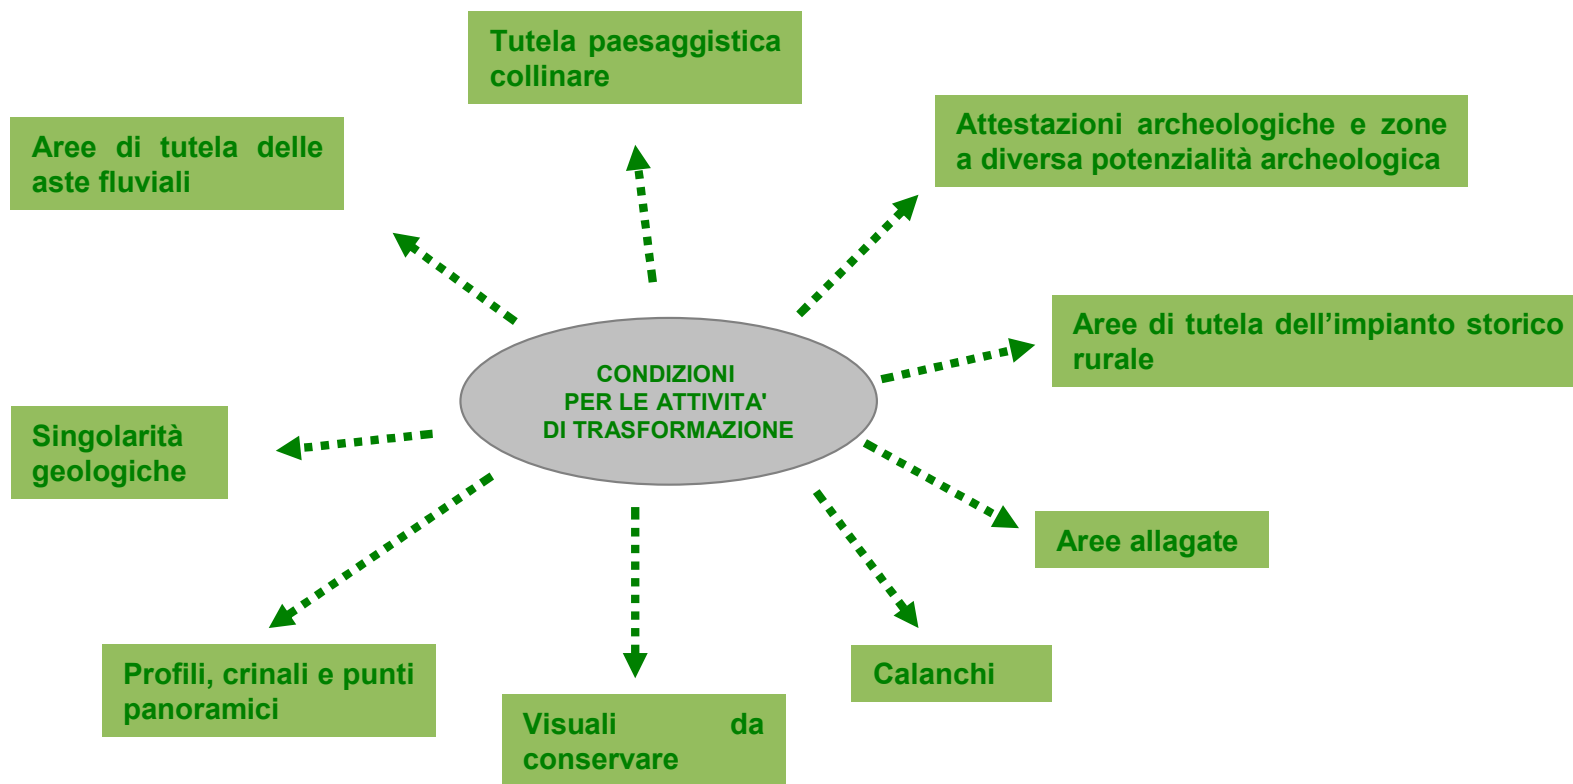 Tutela paesaggistica
collinare
Attestazioni archeologiche e zone
a diversa potenzialità archeologica
Aree di tutela delle
aste fluviali
Aree di tutela dell’impianto storico
rurale
CONDIZIONI
PER LE ATTIVITA'
DI TRASFORMAZIONE
Singolarità
geologiche
Aree allagate
Profili, crinali e punti
panoramici
Calanchi
Visuali da
conservare